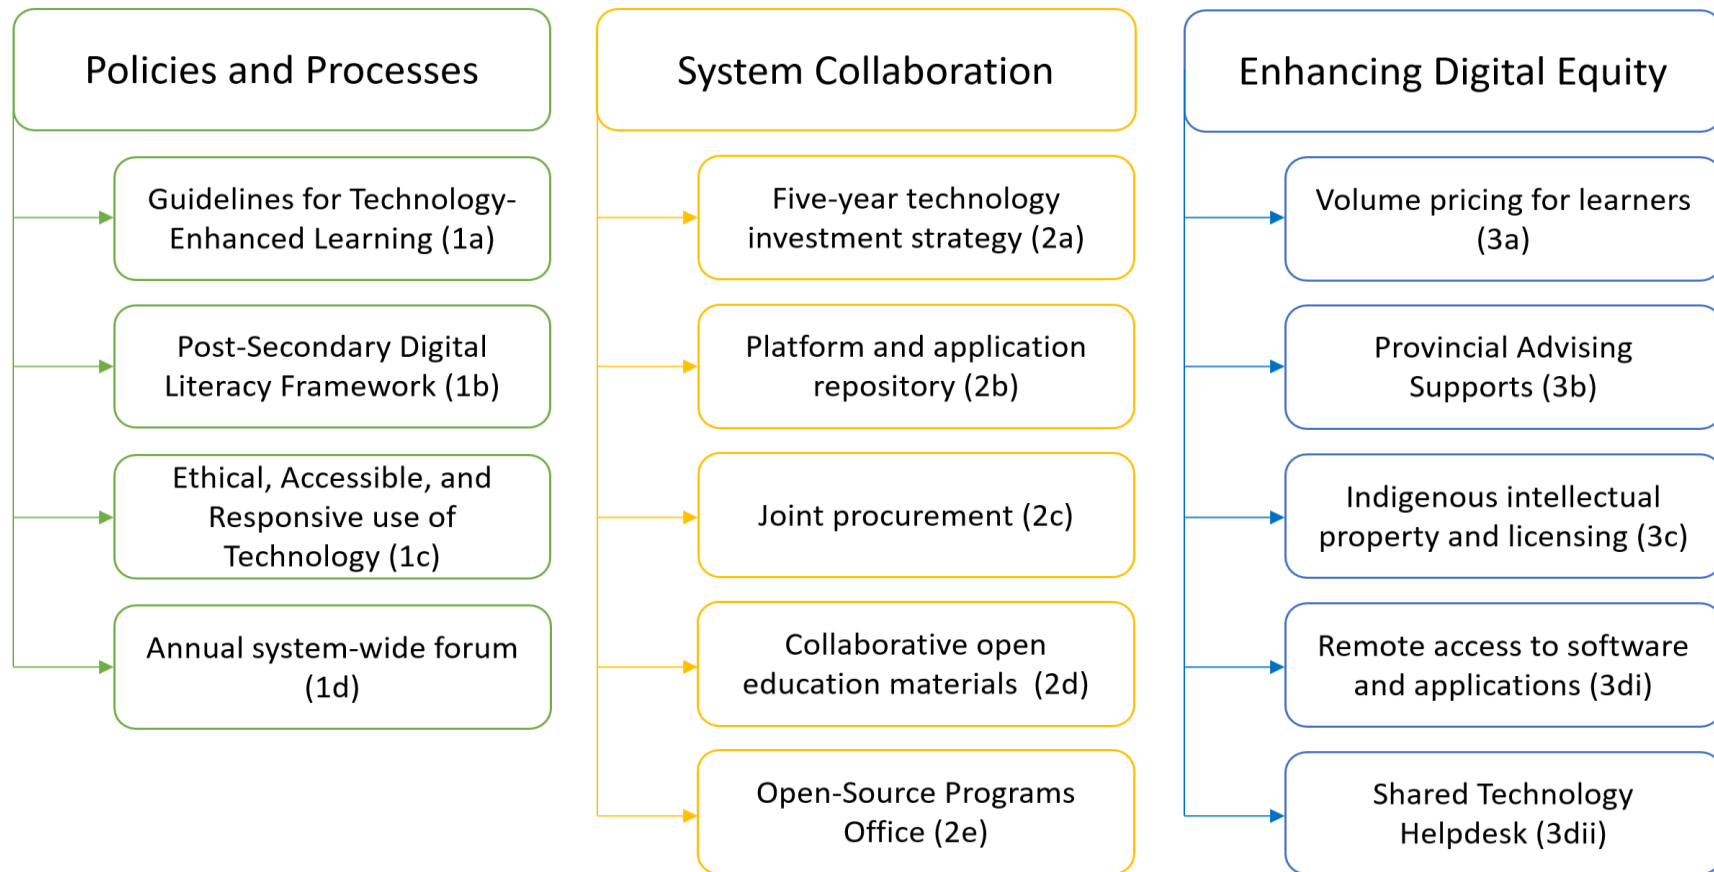 Policies and Processes
Guidelines for Technology-
Enhanced Learning (1a)
Post-Secondary Digital
Literacy Framework (1b)
Ethical, Accessible, and
Responsive use of
Technology (1c)
Annual system-wide forum
(1d)
System Collaboration
Five-year technology
investment strategy (2a)
Platform and application
repository (2b)
Joint procurement (2c)
Collaborative open
education materials  (2d)
Open-Source Programs
Office (2e)
Enhancing Digital Equity
Volume pricing for learners
(3a)
Provincial Advising
Supports (3b)
Indigenous intellectual
property and licensing (3c)
Remote access to software
and applications (3di)
Shared Technology
Helpdesk (3dii)